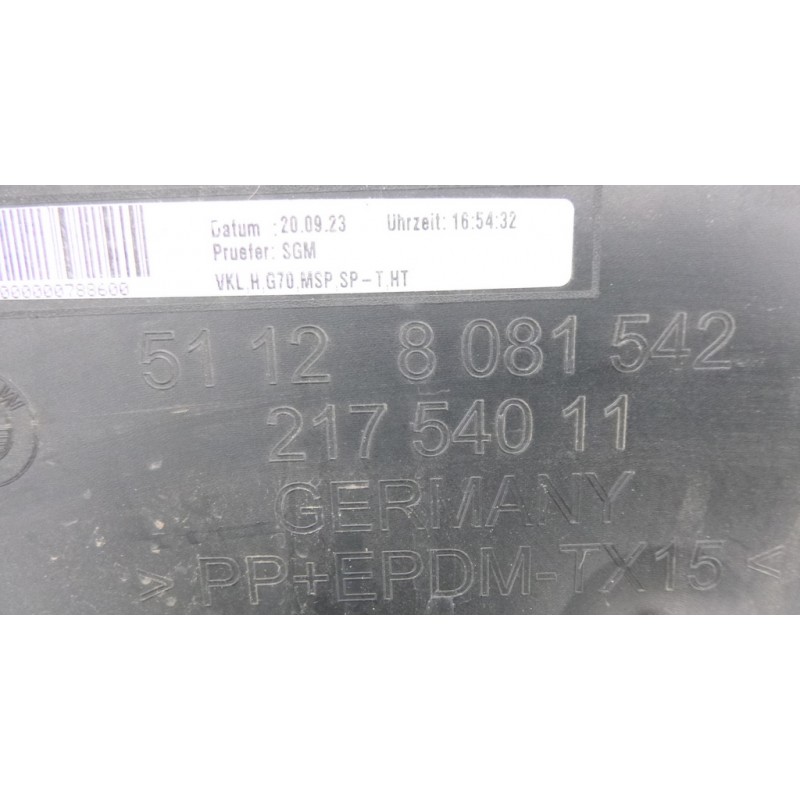 Datum : 20.09.23 Uhrzeit: 16:54:32
Pruefer: SGM
VKL,H,G70,MSP,SP-T,HT
000000788600
51 12 8 081 542
217 540 11
GERMANY
> PP+EPDM-TX15 <